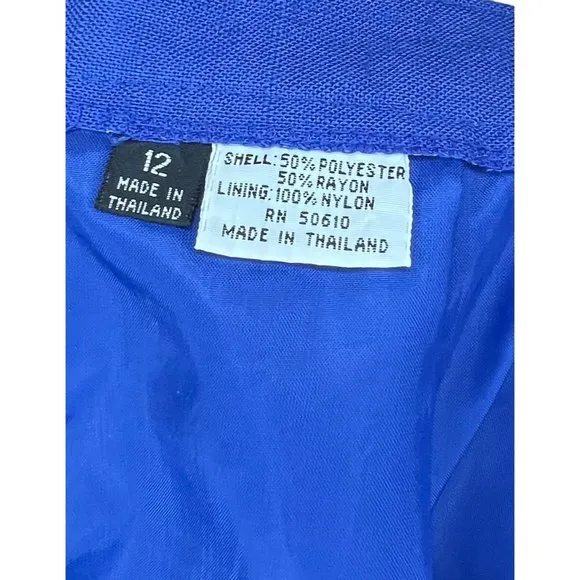 12
MADE IN
THAILAND
SHELL: 50% POLYESTER
50% RAYON
LINING: 100% NYLON
RN 50610
MADE IN THAILAND